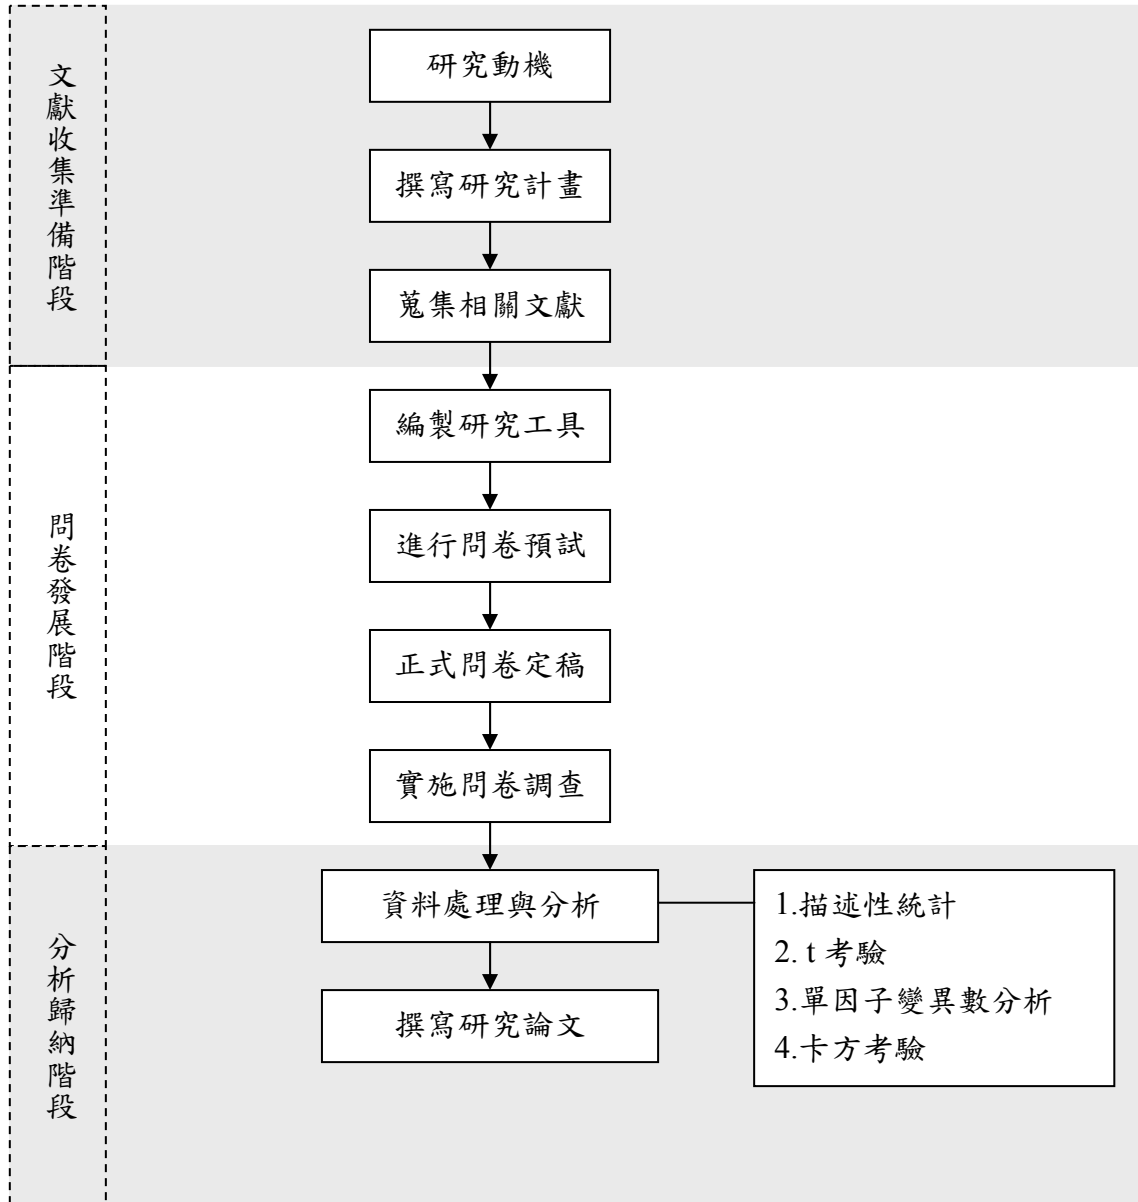 文獻收集準備階段
研究動機
撰寫研究計畫
蒐集相關文獻
問卷發展階段
編製研究工具
進行問卷預試
正式問卷定稿
實施問卷調查
分析歸納階段
資料處理與分析
1.描述性統計
2. t 考驗
3.單因子變異數分析
4.卡方考驗
撰寫研究論文